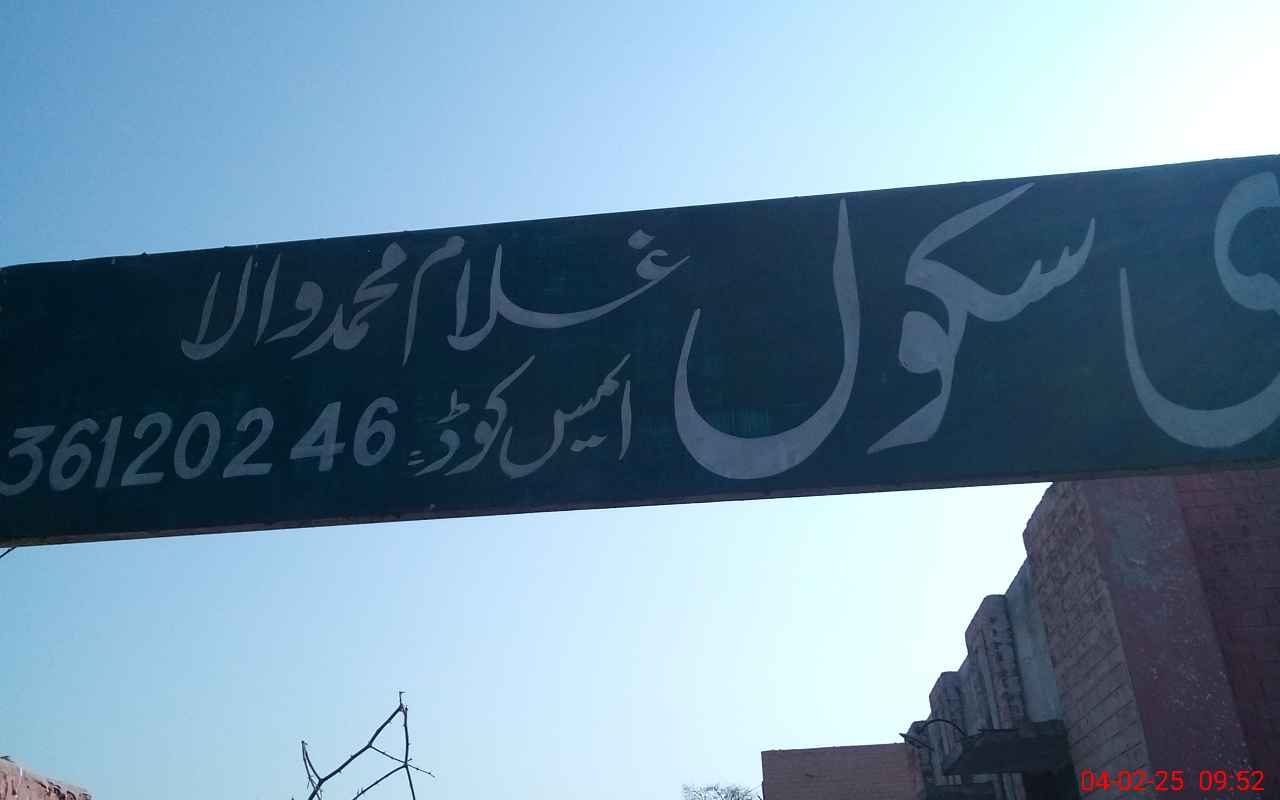 سکول
غلام محمد والا
ایمیس کوڈ:
36120246
04-02-25 09:52